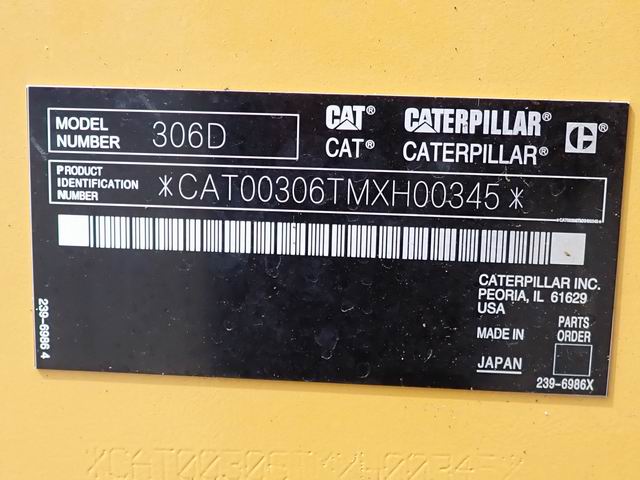 MODEL NUMBER 306D
CAT® CATERPILLAR® C®
CAT® CATERPILLAR®
PRODUCT IDENTIFICATION NUMBER *CAT00306TMXH00345*
CATERPILLAR INC.
PEORIA, IL 61629
USA
MADE IN
JAPAN
PARTS ORDER
239-6986X
239-6986 4